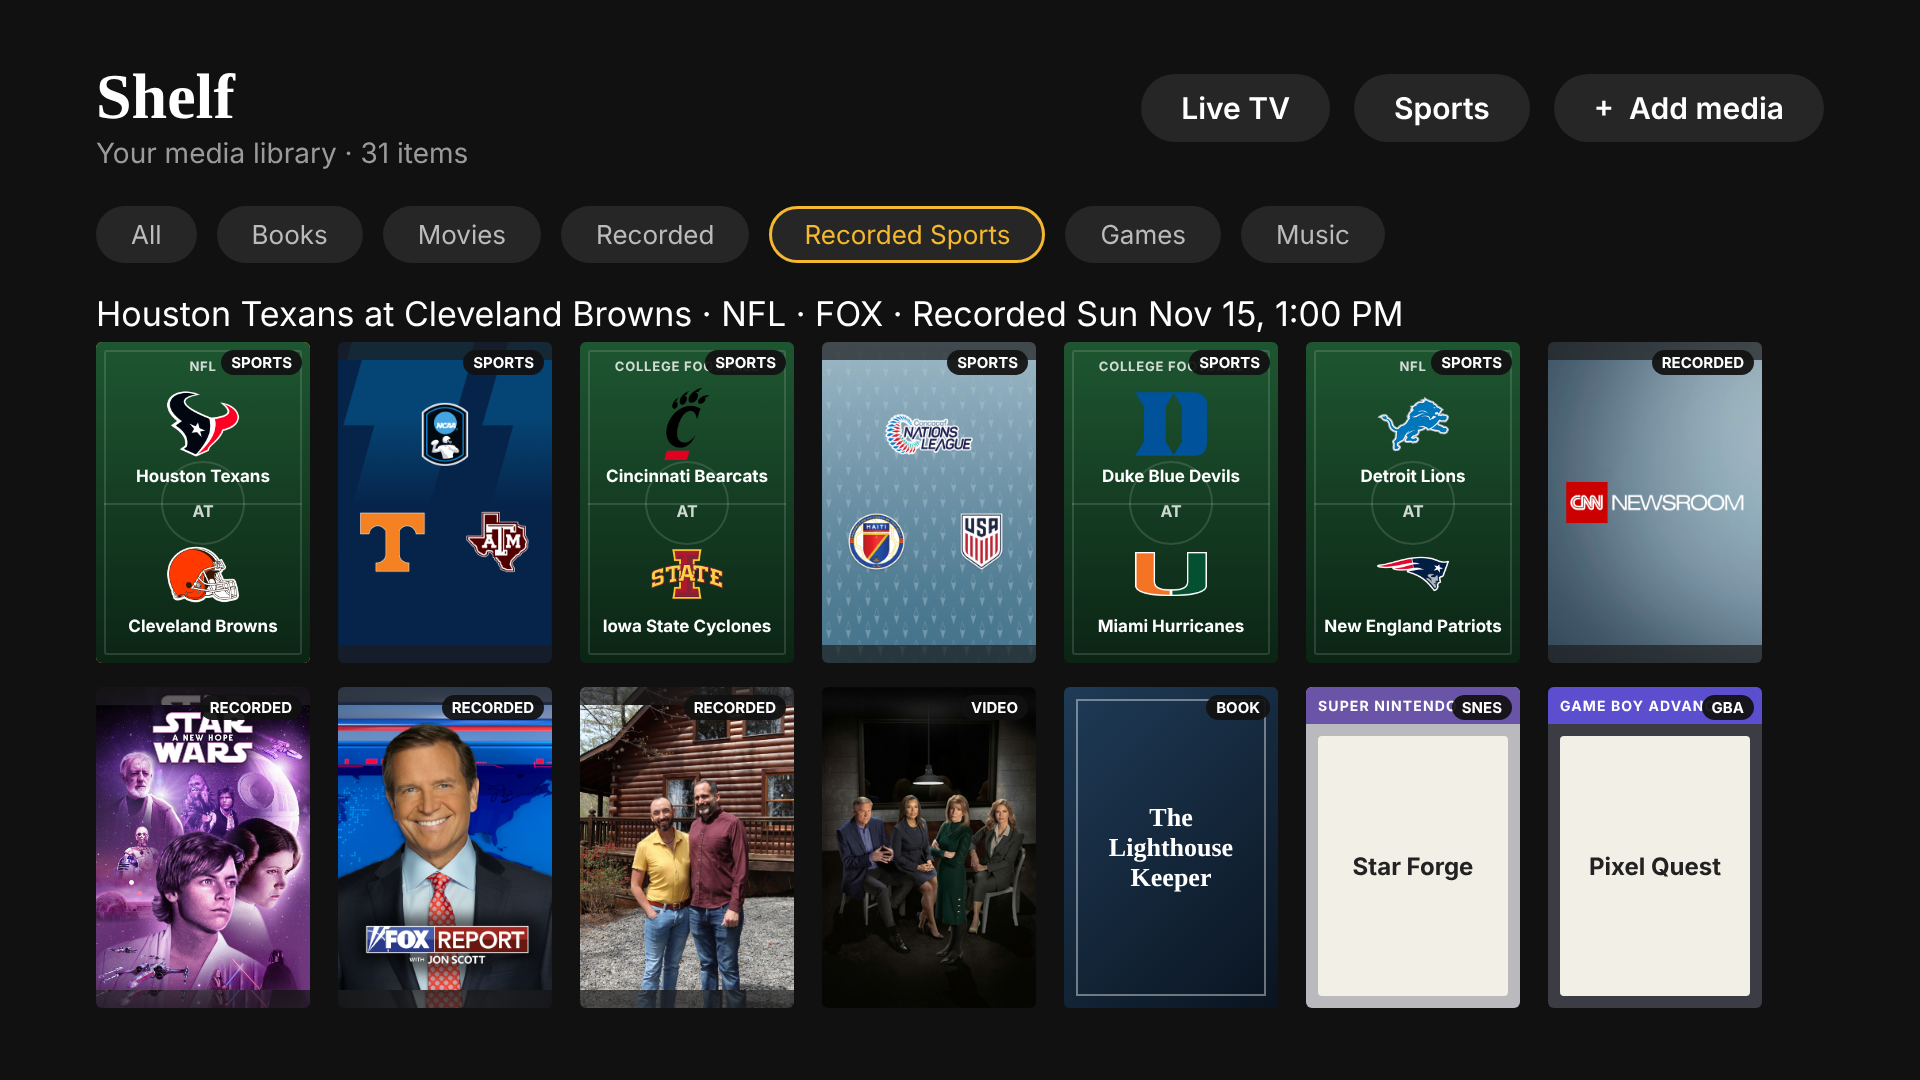 Shelf
Your media library · 31 items
Live TV
Sports
+ Add media
All
Books
Movies
Recorded
Recorded Sports
Games
Music
Houston Texans at Cleveland Browns · NFL · FOX · Recorded Sun Nov 15, 1:00 PM
NFL
SPORTS
Houston Texans
AT
Cleveland Browns
SPORTS
NCAA
T
ATM
COLLEGE FOO
SPORTS
C
Cincinnati Bearcats
AT
STATE
Iowa State Cyclones
SPORTS
Concacaf
NATIONS
LEAGUE
HAITI
USA
COLLEGE FOO
SPORTS
D
Duke Blue Devils
AT
U
Miami Hurricanes
NFL
SPORTS
Detroit Lions
AT
New England Patriots
RECORDED
CNN NEWSROOM
RECORDED
STAR
A NEW HOPE
WARS
RECORDED
FOX REPORT
WITH JON SCOTT
RECORDED
VIDEO
BOOK
The
Lighthouse
Keeper
SUPER NINTENDO
SNES
Star Forge
GAME BOY ADVAN
GBA
Pixel Quest